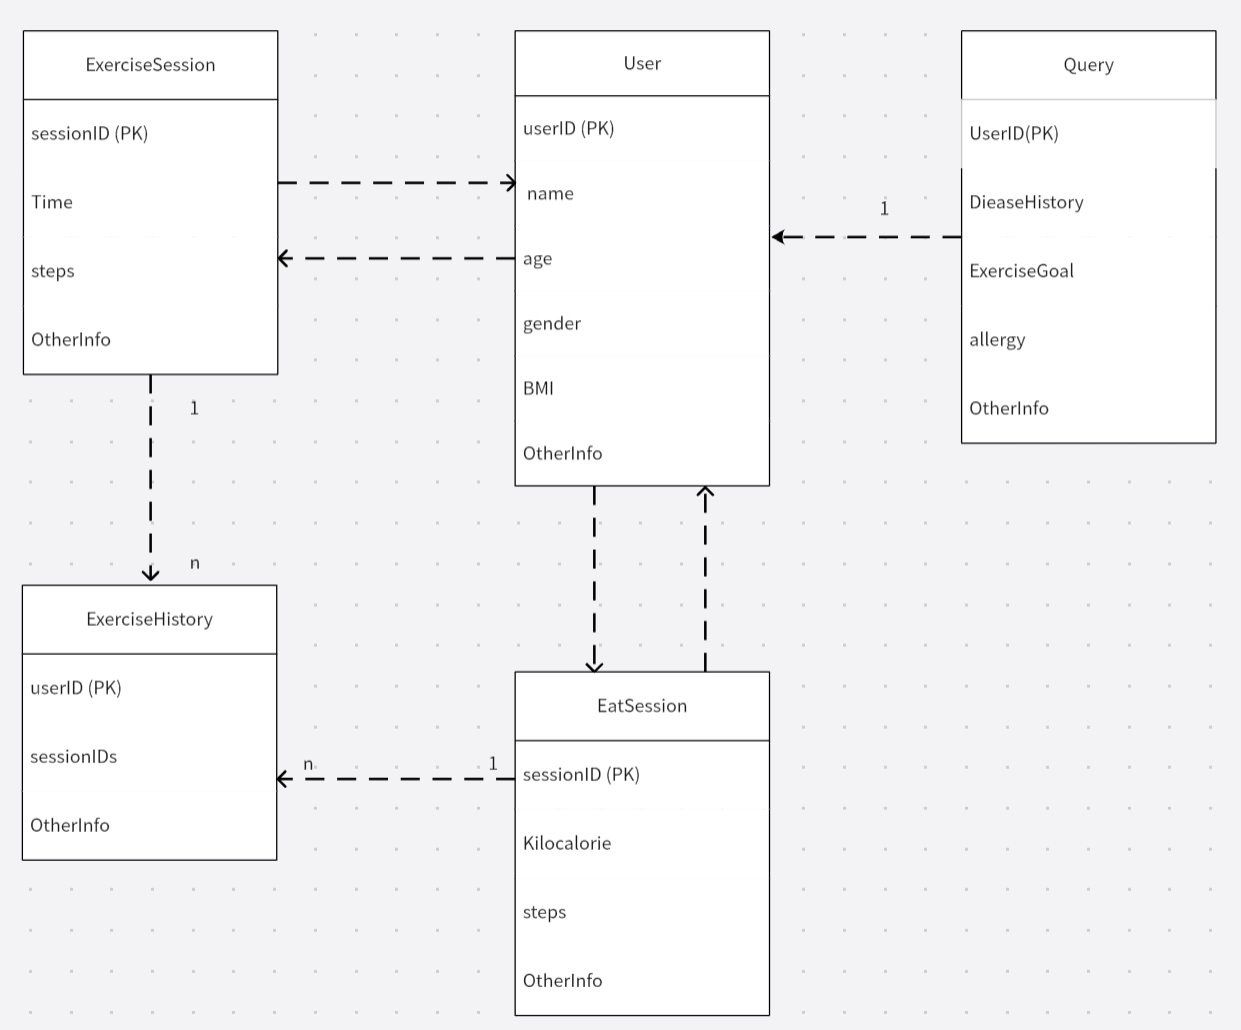 ExerciseSession
sessionID (PK)
Time
steps
OtherInfo
User
userID (PK)
name
age
gender
BMI
OtherInfo
1
Query
UserID(PK)
DieaseHistory
ExerciseGoal
allergy
OtherInfo
1
n
ExerciseHistory
userID (PK)
sessionIDs
OtherInfo
n
1
EatSession
sessionID (PK)
Kilocalorie
steps
OtherInfo